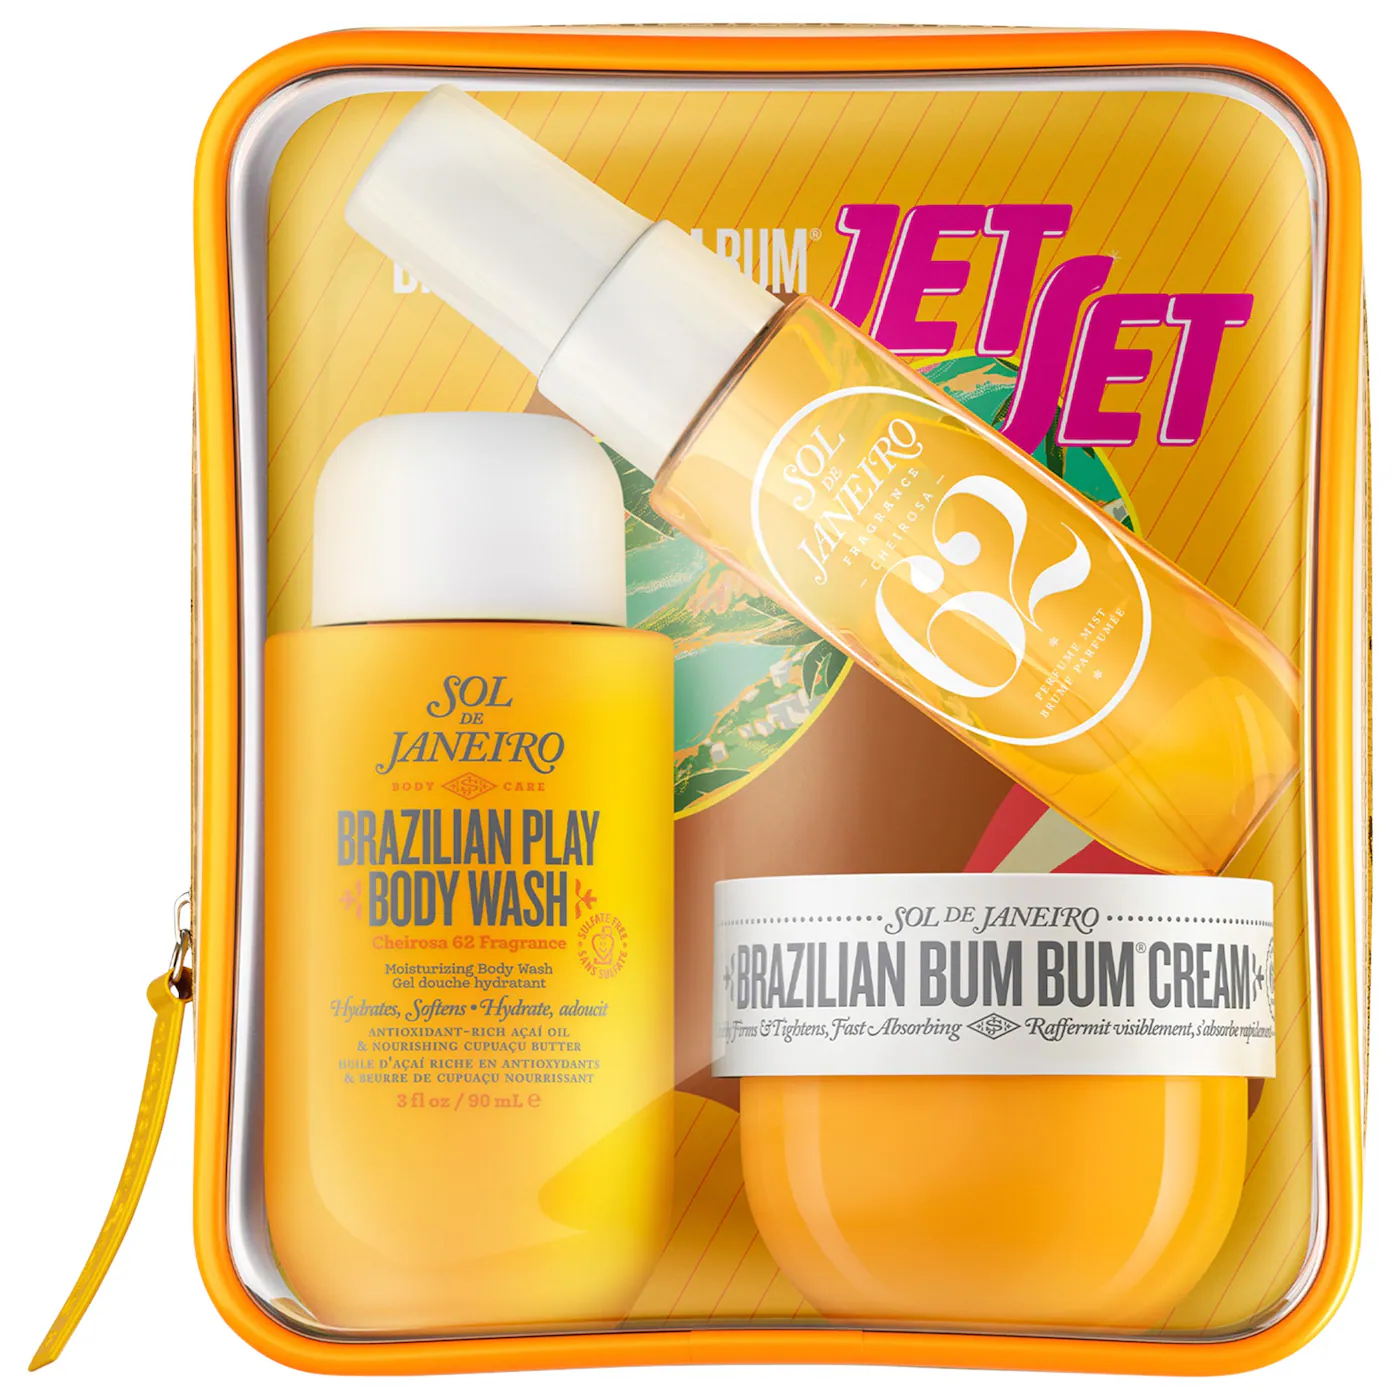 BUM®
JET
SET
SOL
DE
JANEIRO
FRAGRANCE
– CHEIROSA –
62
PERFUME MIST
BRUME PARFUMÉE
SOL
DE
JANEIRO
BODY CARE
BRAZILIAN PLAY
BODY WASH
Cheirosa 62 Fragrance
SULFATE-FREE
SANS SULFATE
Moisturizing Body Wash
Gel douche hydratant
Hydrates, Softens • Hydrate, adoucit
ANTIOXIDANT-RICH AÇAÍ OIL
& NOURISHING CUPUAÇU BUTTER
HUILE D'AÇAÍ RICHE EN ANTIOXYDANTS
& BEURRE DE CUPUAÇU NOURRISSANT
3 fl oz / 90 mL ℮
SOL DE JANEIRO
BRAZILIAN BUM BUM® CREAM
Firms & Tightens, Fast Absorbing Raffermit visiblement, s'absorbe